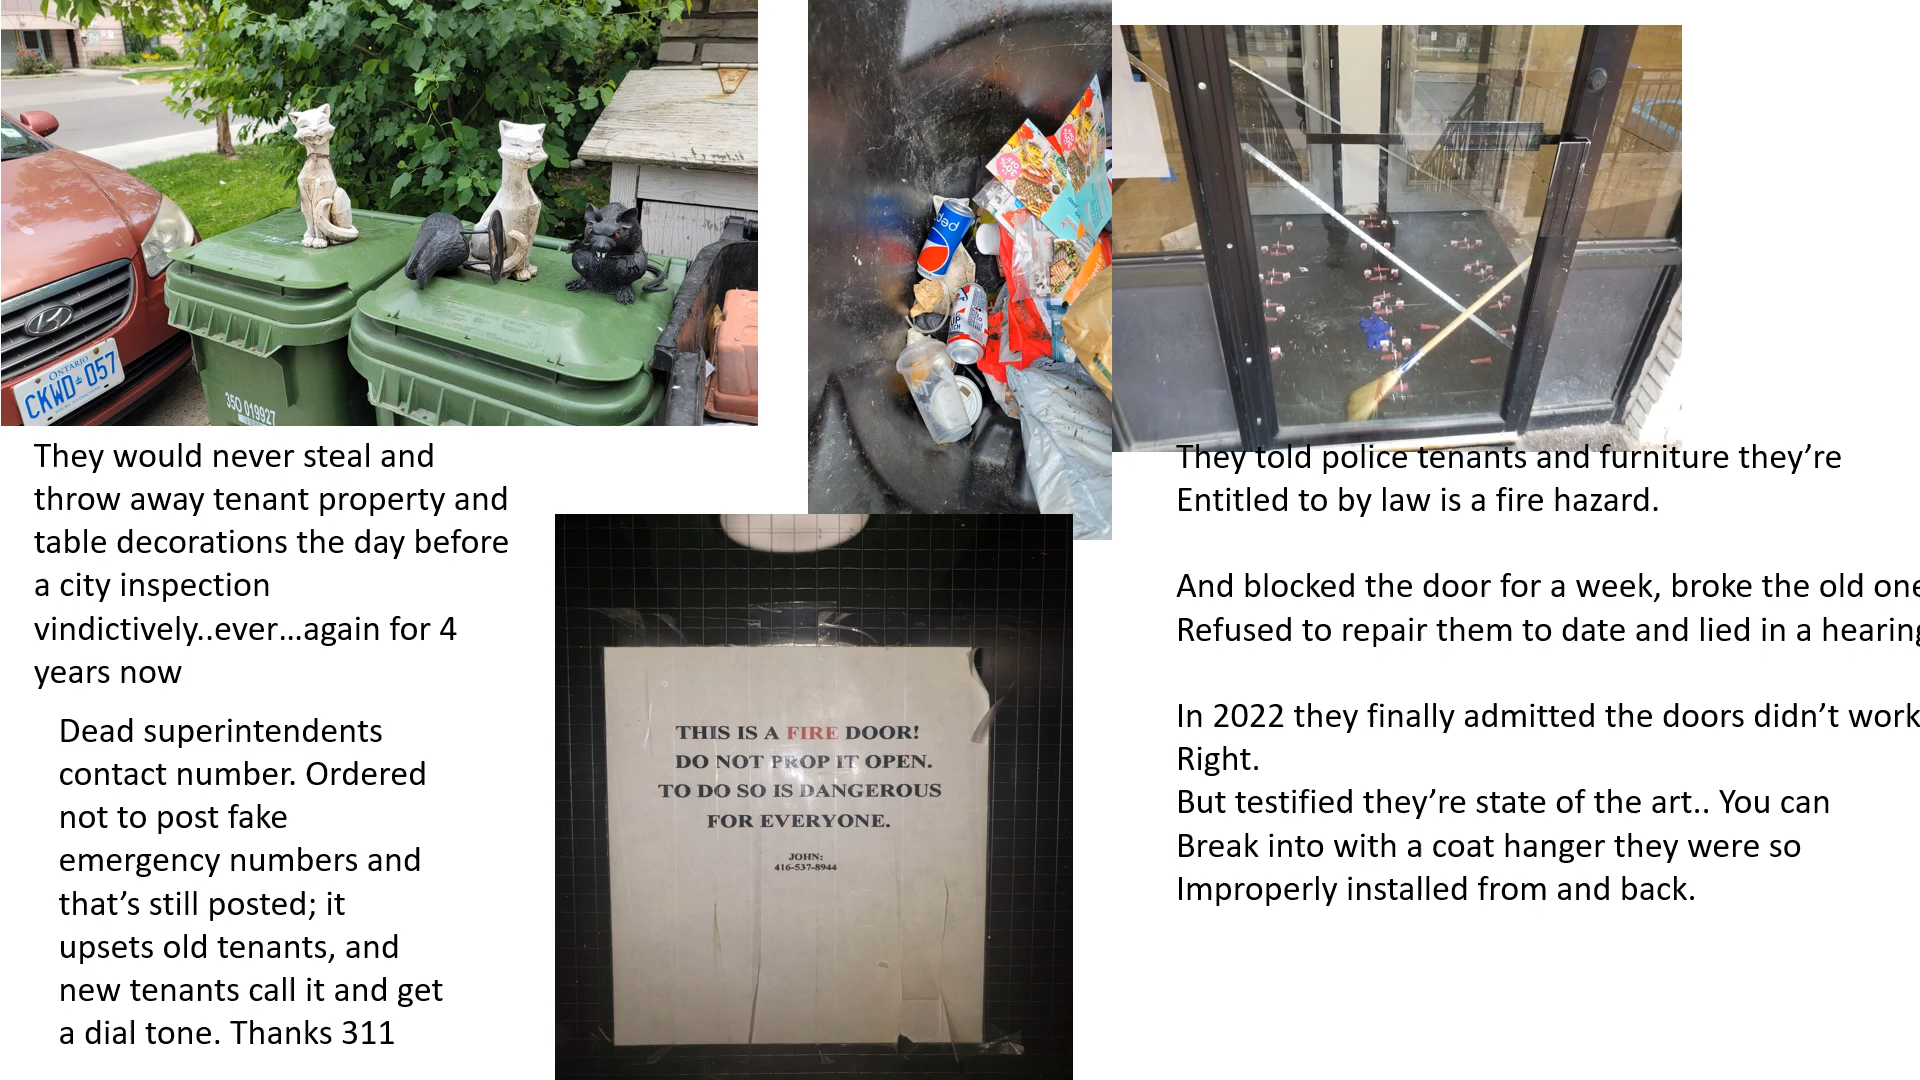 ONTARIO
CKWD 057
350 019927
They would never steal and
throw away tenant property and
table decorations the day before
a city inspection
vindictively..ever...again for 4
years now
Dead superintendents
contact number. Ordered
not to post fake
emergency numbers and
that’s still posted; it
upsets old tenants, and
new tenants call it and get
a dial tone. Thanks 311
THIS IS A FIRE DOOR!
DO NOT PROP IT OPEN.
TO DO SO IS DANGEROUS
FOR EVERYONE.
JOHN:
416-537-8944
They told police tenants and furniture they’re
Entitled to by law is a fire hazard.
And blocked the door for a week, broke the old one
Refused to repair them to date and lied in a hearing
In 2022 they finally admitted the doors didn’t work
Right.
But testified they’re state of the art.. You can
Break into with a coat hanger they were so
Improperly installed from and back.